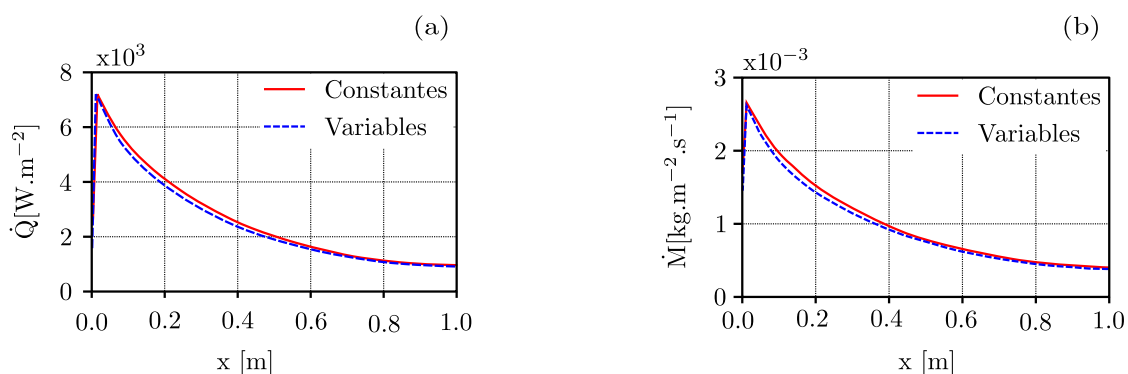 (a)
x10³
8
6
4
2
0
Q̇[W.m⁻²]
Constantes
Variables
0.0 0.2 0.4 0.6 0.8 1.0
x [m]
(b)
x10⁻³
3
2
1
0
Ṁ[kg.m⁻².s⁻¹]
Constantes
Variables
0.0 0.2 0.4 0.6 0.8 1.0
x [m]